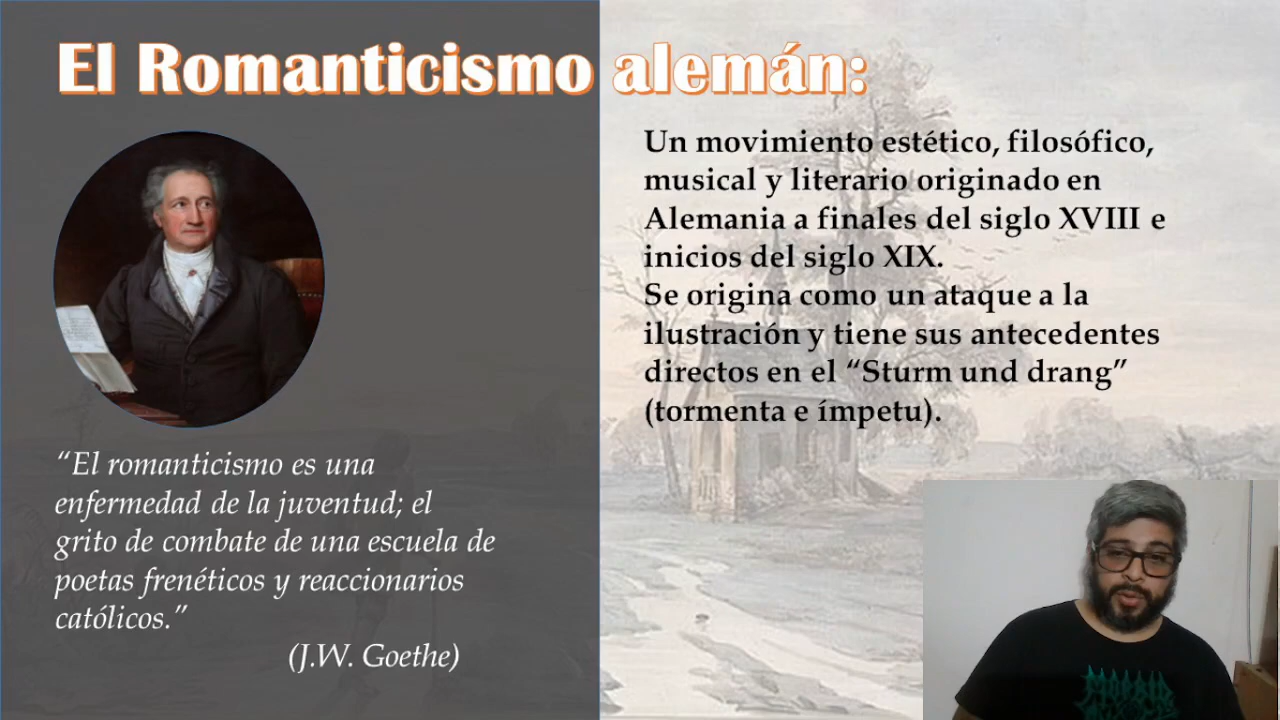 El Romanticismo alemán:
Un movimiento estético, filosófico,
musical y literario originado en
Alemania a finales del siglo XVIII e
inicios del siglo XIX.
Se origina como un ataque a la
ilustración y tiene sus antecedentes
directos en el “Sturm und drang”
(tormenta e ímpetu).
“El romanticismo es una
enfermedad de la juventud; el
grito de combate de una escuela de
poetas frenéticos y reaccionarios
católicos.”
(J.W. Goethe)
MORBID